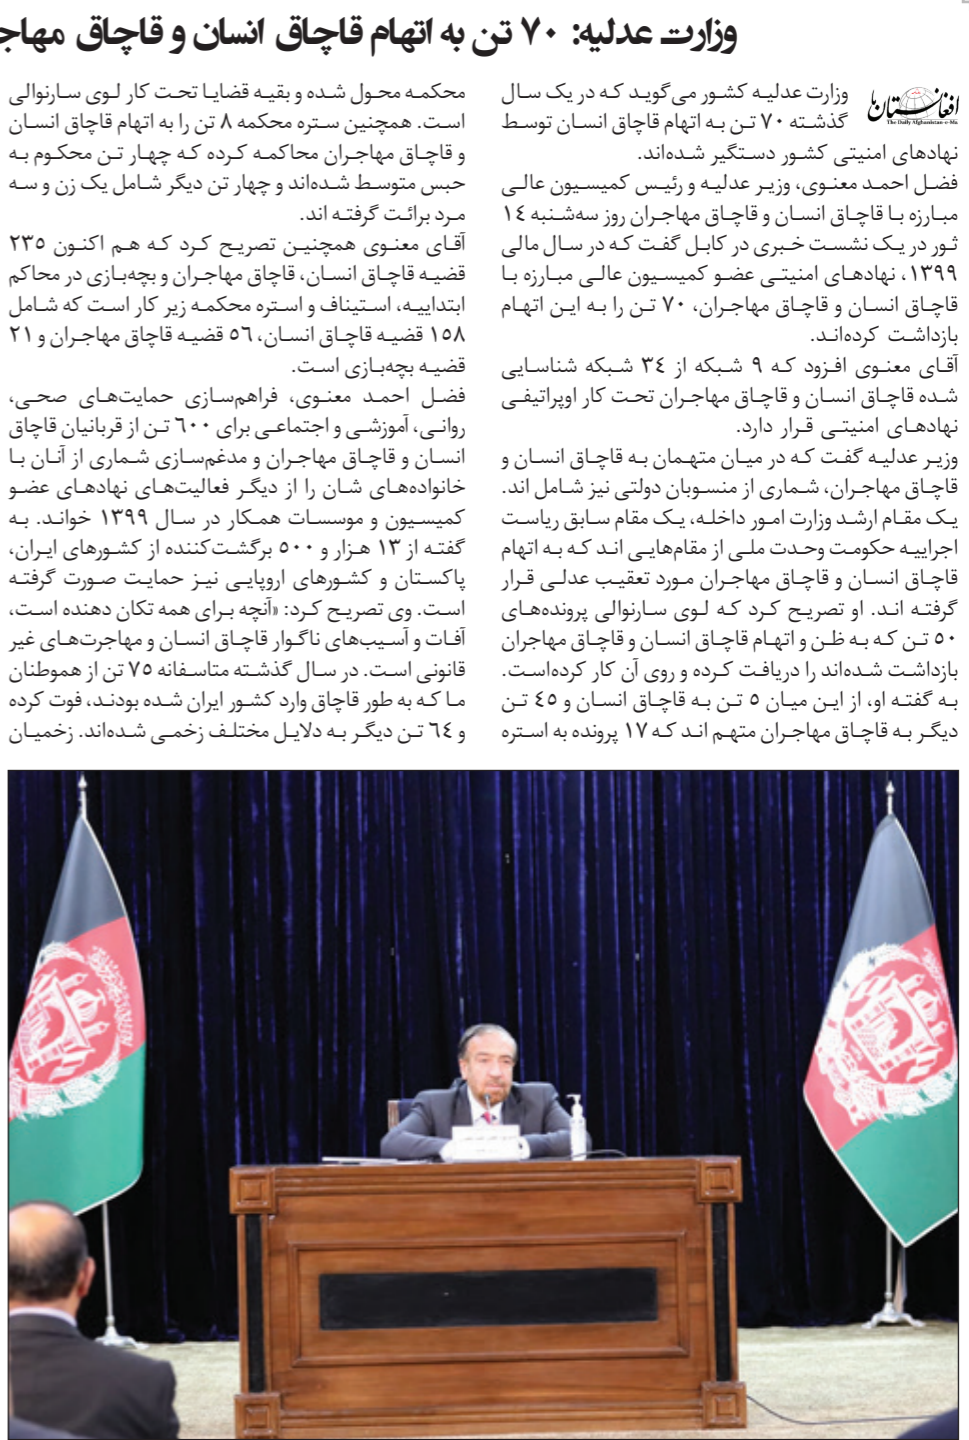 وزارت عدلیه: ۷۰ تن به اتهام قاچاق انسان و قاچاق
افغانستان ما
The Daily Afghanistan-e-Ma
وزارت عدلیه کشور می‌گوید که در یک سال
گذشته ۷۰ تن به اتهام قاچاق انسان توسط
نهادهای امنیتی کشور دستگیر شده‌اند.
فضل احمد معنوی، وزیر عدلیه و رئیس کمیسیون عالی
مبارزه با قاچاق انسان و قاچاق مهاجران روز سه‌شنبه ۱٤
ثور در یک نشست خبری در کابل گفت که در سال مالی
۱۳۹۹، نهادهای امنیتی عضو کمیسیون عالی مبارزه با
قاچاق انسان و قاچاق مهاجران، ۷۰ تن را به این اتهام
بازداشت کرده‌اند.
آقای معنوی افزود که ۹ شبکه از ۳٤ شبکه شناسایی
شده قاچاق انسان و قاچاق مهاجران تحت کار اوپراتیفی
نهادهای امنیتی قرار دارد.
وزیر عدلیه گفت که در میان متهمان به قاچاق انسان و
قاچاق مهاجران، شماری از منسوبان دولتی نیز شامل اند.
یک مقام ارشد وزارت امور داخله، یک مقام سابق ریاست
اجراییه حکومت وحدت ملی از مقام‌هایی اند که به اتهام
قاچاق انسان و قاچاق مهاجران مورد تعقیب عدلی قرار
گرفته اند. او تصریح کرد که لوی سارنوالی پرونده‌های
۵۰ تن که به ظن و اتهام قاچاق انسان و قاچاق مهاجران
بازداشت شده‌اند را دریافت کرده و روی آن کار کرده‌است.
به گفته او، از این میان ۵ تن به قاچاق انسان و ٤۵ تن
دیگر به قاچاق مهاجران متهم اند که ۱۷ پرونده به استره
محکمه محول شده و بقیه قضایا تحت کار لوی سارنوالی
است. همچنین ستره محکمه ۸ تن را به اتهام قاچاق انسان
و قاچاق مهاجران محاکمه کرده که چهار تن محکوم به
حبس متوسط شده‌اند و چهار تن دیگر شامل یک زن و سه
مرد برائت گرفته اند.
آقای معنوی همچنین تصریح کرد که هم اکنون ۲۳۵
قضیه قاچاق انسان، قاچاق مهاجران و بچه‌بازی در محاکم
ابتداییه، استیناف و استره محکمه زیر کار است که شامل
۱۵۸ قضیه قاچاق انسان، ۵٦ قضیه قاچاق مهاجران و ۲۱
قضیه بچه‌بازی است.
فضل احمد معنوی، فراهم‌سازی حمایت‌های صحی،
روانی، آموزشی و اجتماعی برای ٦۰۰ تن از قربانیان قاچاق
انسان و قاچاق مهاجران و مدغم‌سازی شماری از آنان با
خانواده‌های شان را از دیگر فعالیت‌های نهادهای عضو
کمیسیون و موسسات همکار در سال ۱۳۹۹ خواند. به
گفته از ۱۳ هزار و ۵۰۰ برگشت‌کننده از کشورهای ایران،
پاکستان و کشورهای اروپایی نیز حمایت صورت گرفته
است. وی تصریح کرد: «آنچه برای همه تکان دهنده است،
آفات و آسیب‌های ناگوار قاچاق انسان و مهاجرت‌های غیر
قانونی است. در سال گذشته متاسفانه ۷۵ تن از هموطنان
ما که به طور قاچاق وارد کشور ایران شده بودند، فوت کرده
و ٦٤ تن دیگر به دلایل مختلف زخمی شده‌اند. زخمیان